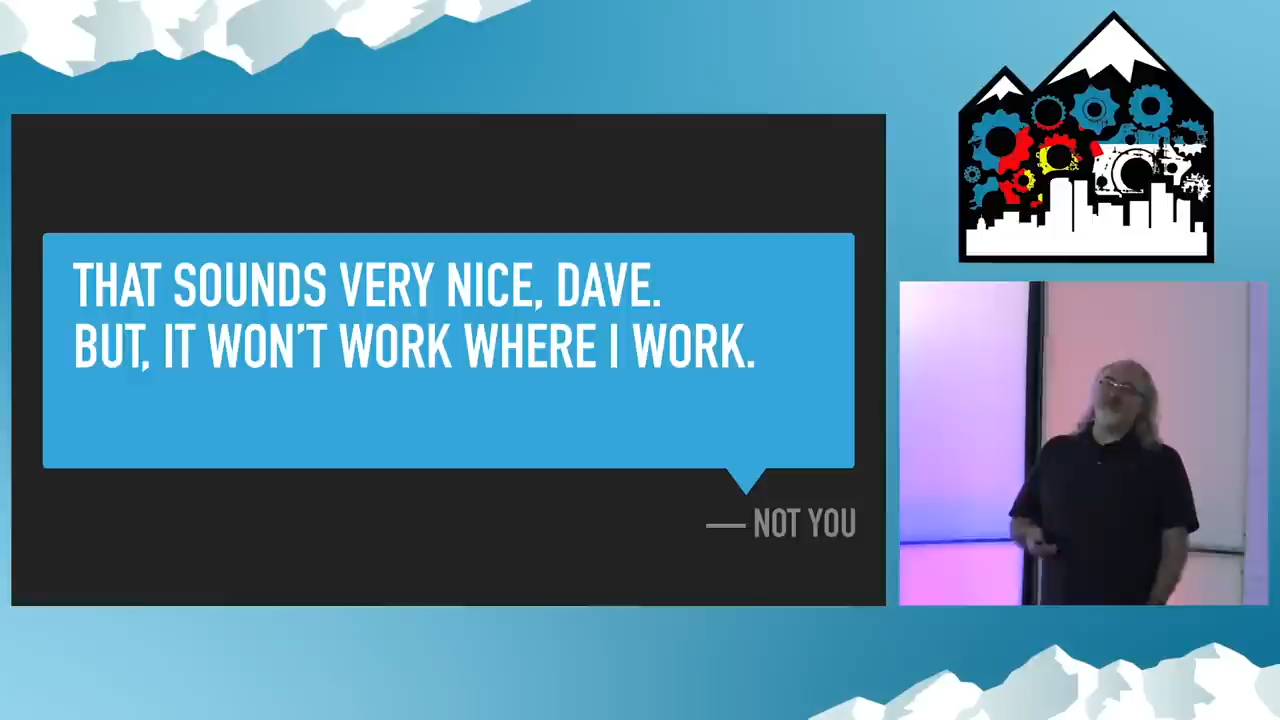 THAT SOUNDS VERY NICE, DAVE.
BUT, IT WON’T WORK WHERE I WORK.
— NOT YOU